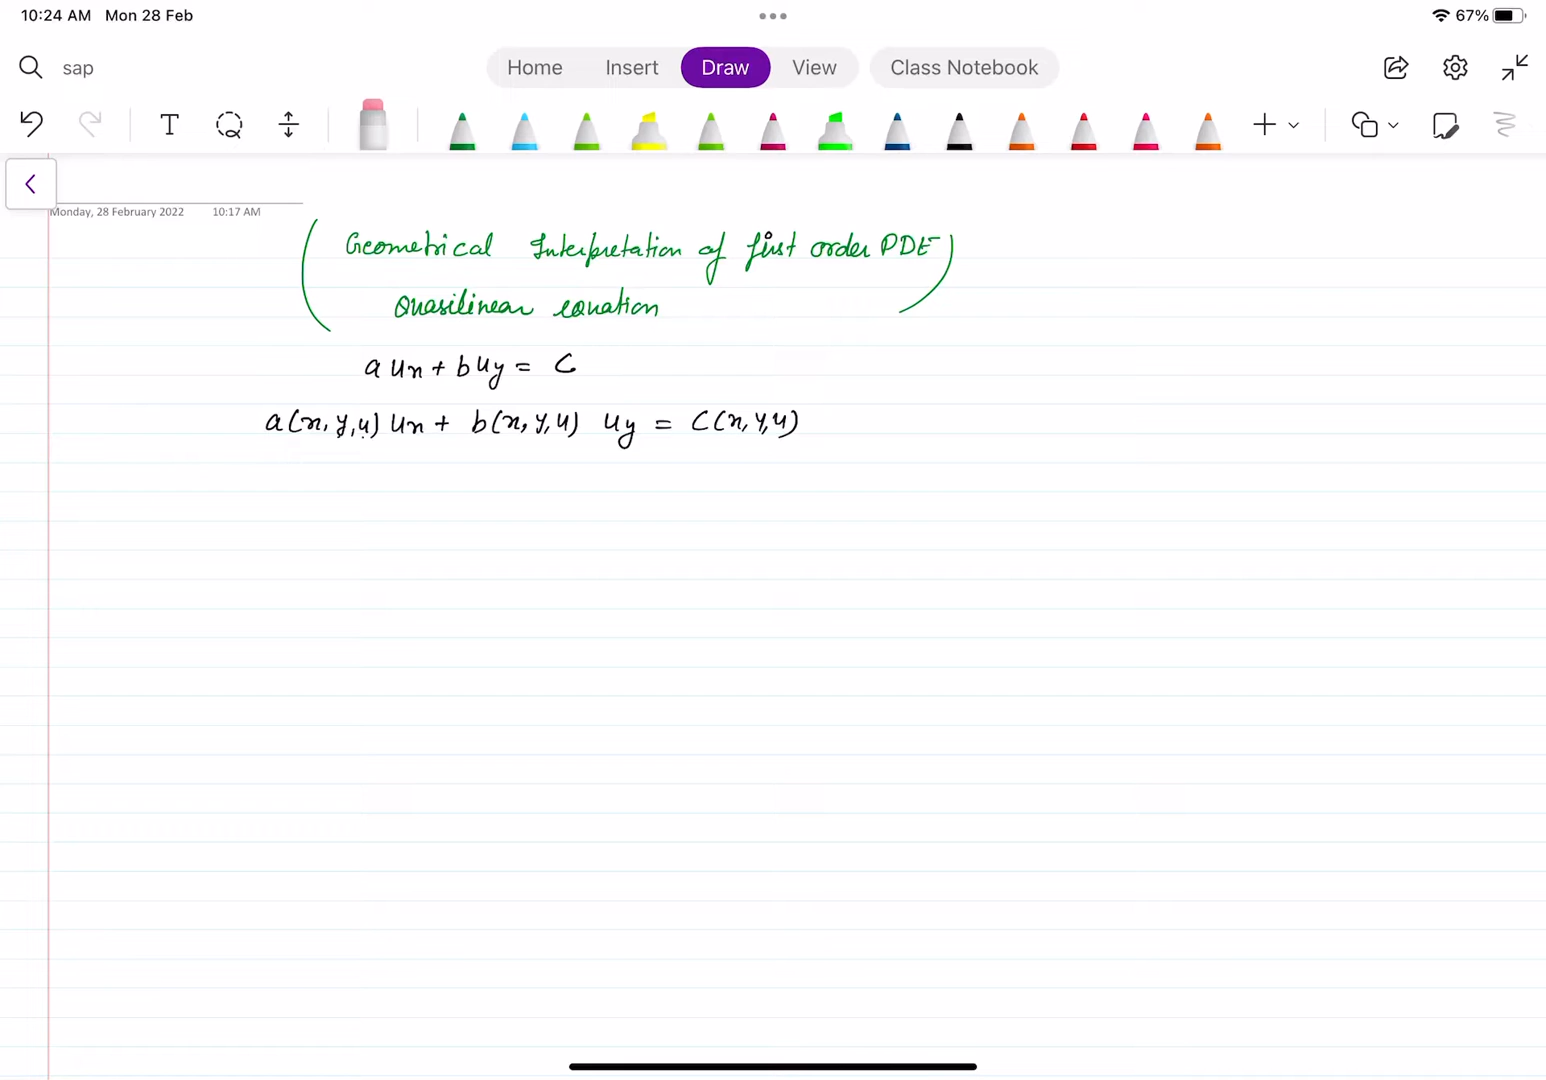 10:24 AM Mon 28 Feb
67%
sap
Home Insert Draw View Class Notebook
T
Monday, 28 February 2022 10:17 AM
(Geometrical Interpretation of first order PDE)
Quasilinear equation
a ux + b uy = C
a(x, y, u) ux + b(x, y, u) uy = C(x, y, u)